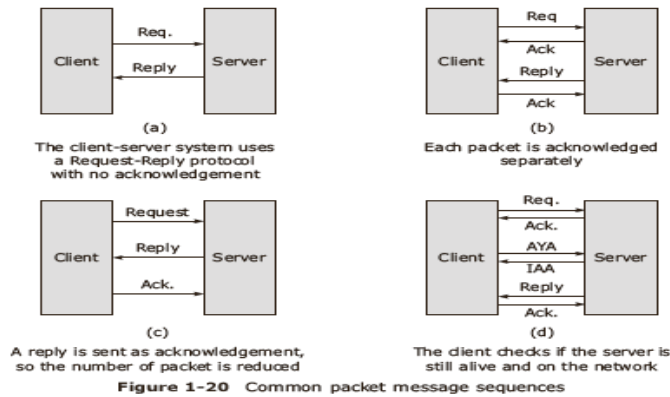 Client
Req.
Reply
Server
(a)
The client-server system uses
a Request-Reply protocol
with no acknowledgement
Client
Req
Ack
Reply
Ack
Server
(b)
Each packet is acknowledged
separately
Client
Request
Reply
Ack.
Server
(c)
A reply is sent as acknowledgement,
so the number of packet is reduced
Client
Req.
Ack.
AYA
IAA
Reply
Ack.
Server
(d)
The client checks if the server is
still alive and on the network
Figure 1-20 Common packet message sequences